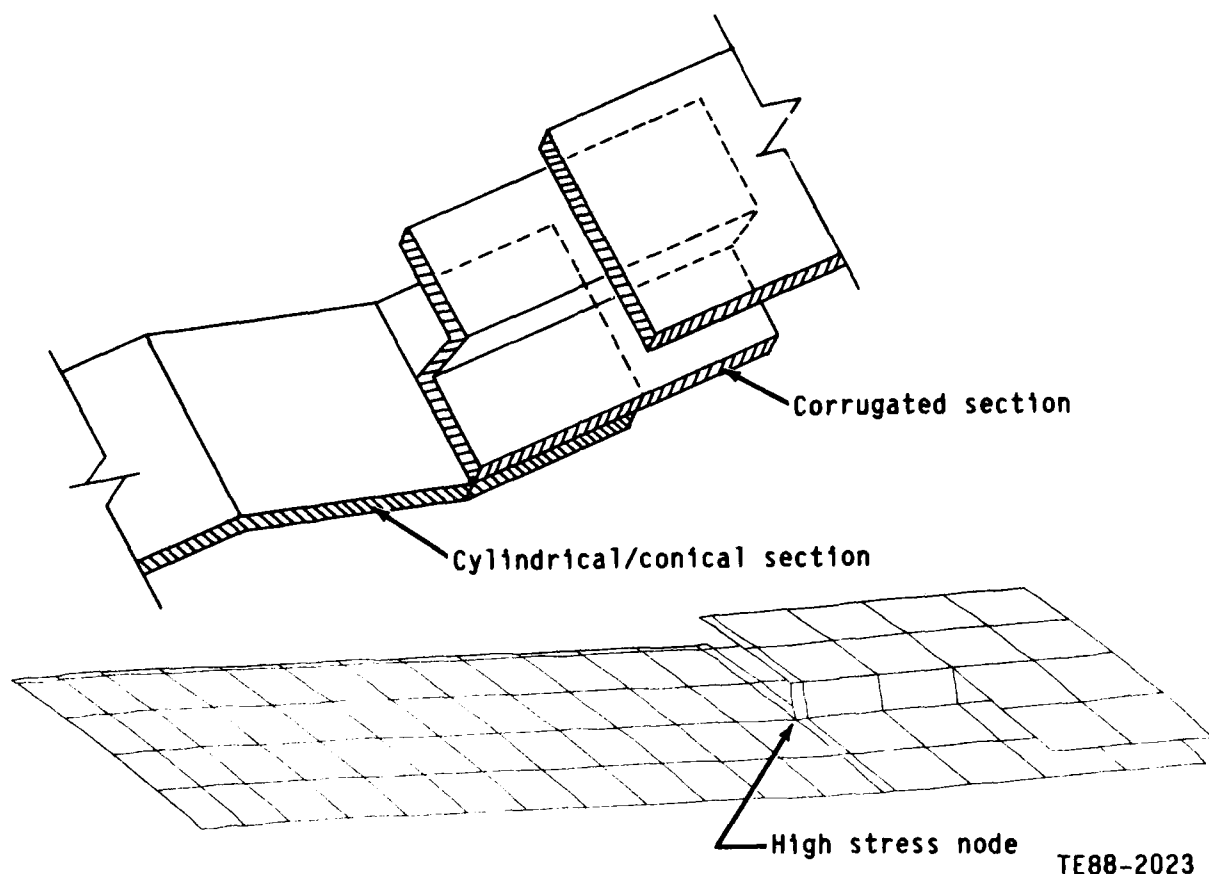 Corrugated section
Cylindrical/conical section
High stress node
TE88-2023